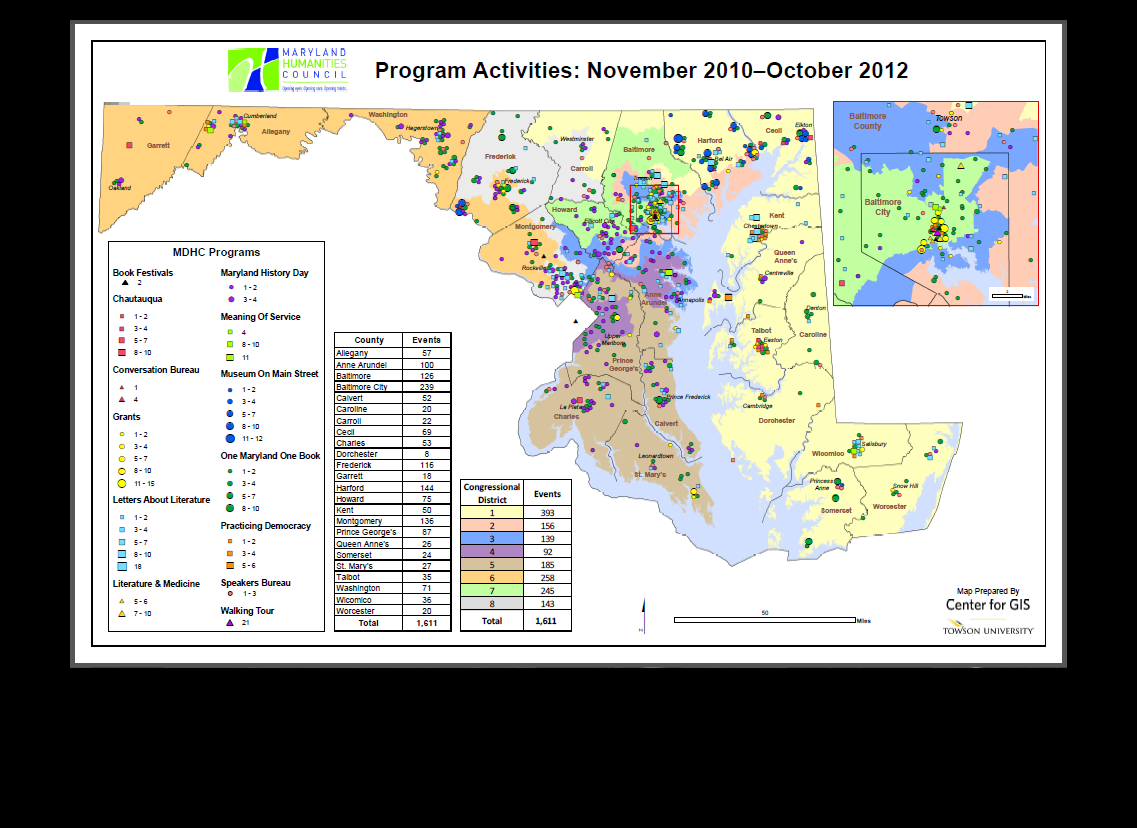 MARYLAND
HUMANITIES
COUNCIL
Program Activities: November 2010–October 2012
Washington
Cumberland
Allegany
Garrett
Oakland
Hagerstown
Frederick
Frederick
Westminster
Carroll
Baltimore
Towson
Harford
Bel Air
Cecil
Elkton
Howard
Ellicott City
Montgomery
Rockville
Kent
Chestertown
Queen
Anne's
Centreville
Anne
Arundel
Annapolis
Denton
Caroline
Talbot
Easton
Upper
Marlboro
Prince
George's
Prince Frederick
La Plata
Charles
Calvert
Cambridge
Dorchester
Leonardtown
St. Mary's
Salisbury
Wicomico
Princess
Anne
Snow Hill
Somerset
Worcester
Baltimore
County
Towson
Baltimore
City
Miles
MDHC Programs
Book Festivals
2
Chautauqua
1 - 2
3 - 4
5 - 7
8 - 10
Conversation Bureau
1
4
Grants
1 - 2
3 - 4
5 - 7
8 - 10
11 - 15
Letters About Literature
1 - 2
3 - 4
5 - 7
8 - 10
18
Literature & Medicine
5 - 6
7 - 10
Maryland History Day
1 - 2
3 - 4
Meaning Of Service
4
8 - 10
11
Museum On Main Street
1 - 2
3 - 4
5 - 7
8 - 10
11 - 12
One Maryland One Book
1 - 2
3 - 4
5 - 7
8 - 10
Practicing Democracy
1 - 2
3 - 4
5 - 6
Speakers Bureau
1 - 3
Walking Tour
21
County Events
Allegany 57
Anne Arundel 100
Baltimore 126
Baltimore City 239
Calvert 52
Caroline 20
Carroll 22
Cecil 69
Charles 53
Dorchester 8
Frederick 116
Garrett 18
Harford 144
Howard 75
Kent 50
Montgomery 136
Prince George's 87
Queen Anne's 26
Somerset 24
St. Mary's 27
Talbot 35
Washington 71
Wicomico 36
Worcester 20
Total 1,611
Congressional
District Events
1 393
2 156
3 139
4 92
5 185
6 258
7 245
8 143
Total 1,611
50
Miles
Map Prepared By
Center for GIS
TOWSON UNIVERSITY